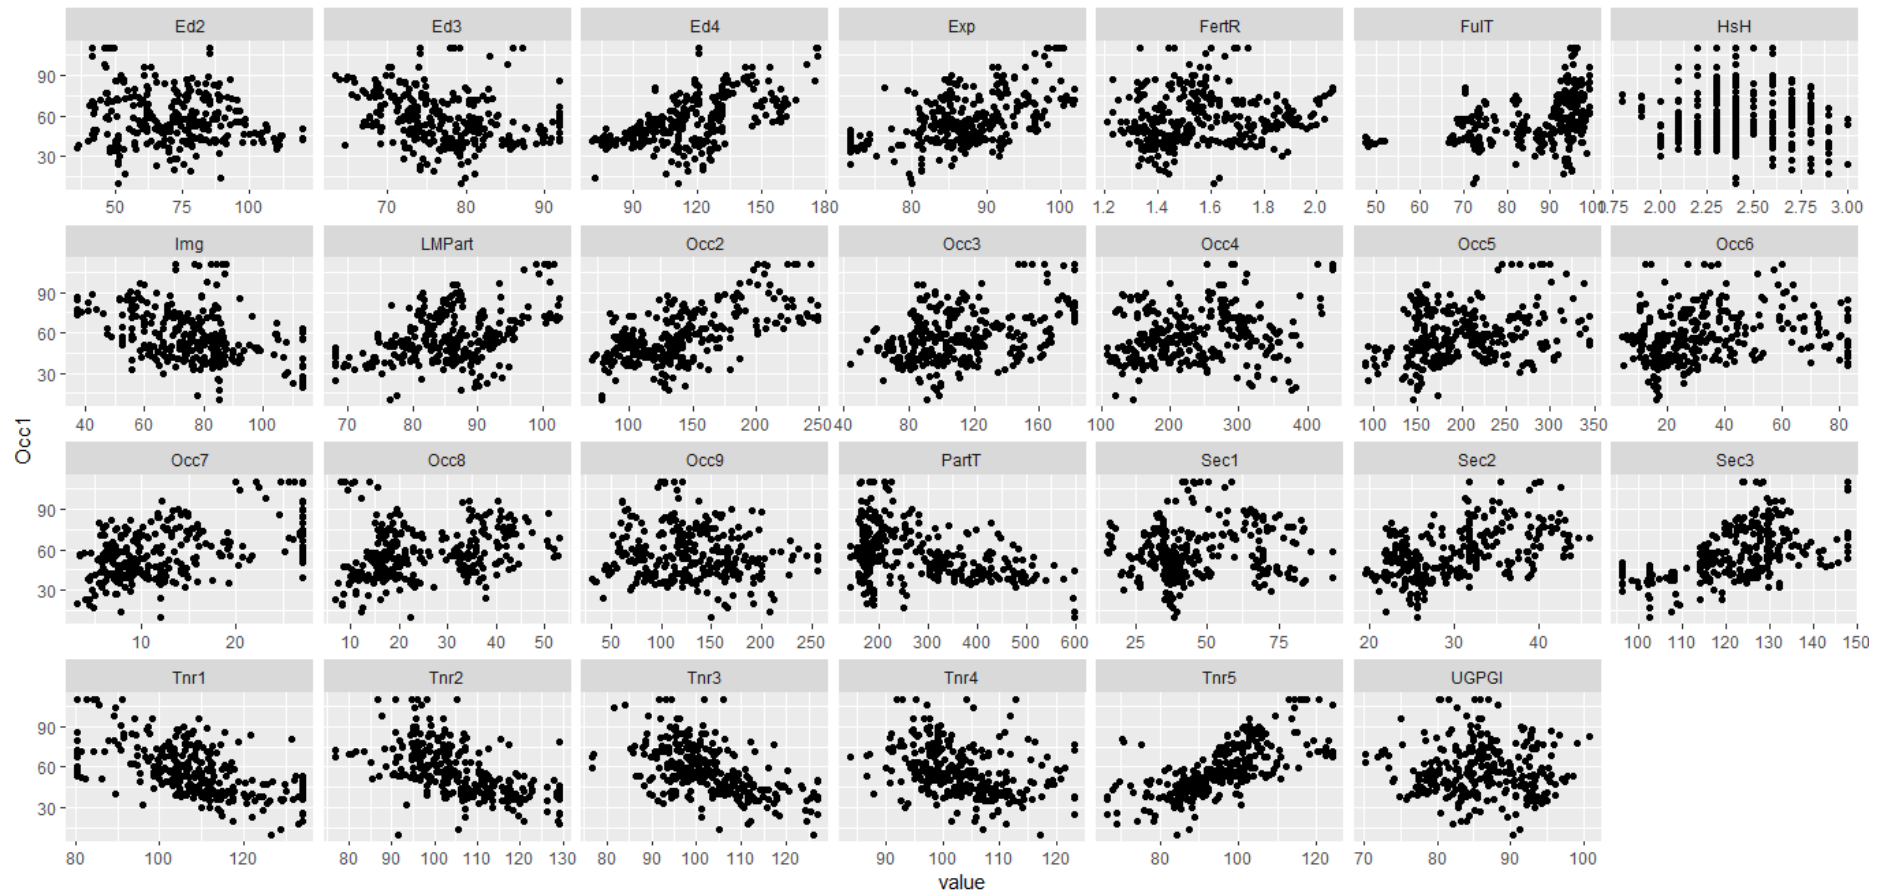 Ed2 Ed3 Ed4 Exp FertR FulT HsH
90
60
30
50 75 100 70 80 90 90 120 150 180 80 90 100 1.2 1.4 1.6 1.8 2.0 50 60 70 80 90 100 1.75 2.00 2.25 2.50 2.75 3.00
Img LMPart Occ2 Occ3 Occ4 Occ5 Occ6
90
60
30
40 60 80 100 70 80 90 100 100 150 200 250 40 80 120 160 100 200 300 400 100 150 200 250 300 350 20 40 60 80
Occ1
Occ7 Occ8 Occ9 PartT Sec1 Sec2 Sec3
90
60
30
10 20 10 20 30 40 50 50 100 150 200 250 200 300 400 500 600 25 50 75 20 30 40 100 110 120 130 140 150
Tnr1 Tnr2 Tnr3 Tnr4 Tnr5 UGPGI
90
60
30
80 100 120 80 90 100 110 120 130 80 90 100 110 120 90 100 110 120 80 100 120 70 80 90 100
value